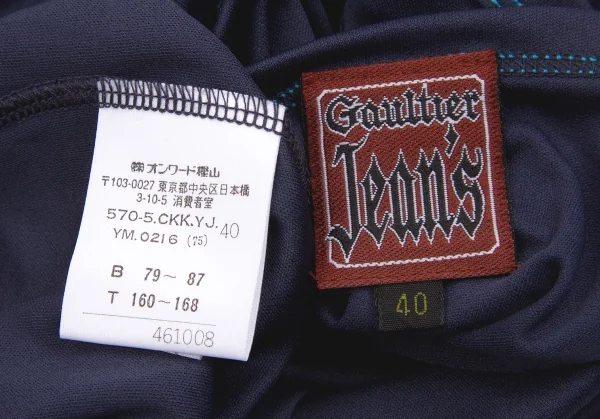 ㈱オンワード樫山
〒103-0027 東京都中央区日本橋
3-10-5 消費者室
570-5.CKK.YJ. 40
YM.0216 (75)
B 79～87
T 160～168
461008
Gaultier
Jean's
40